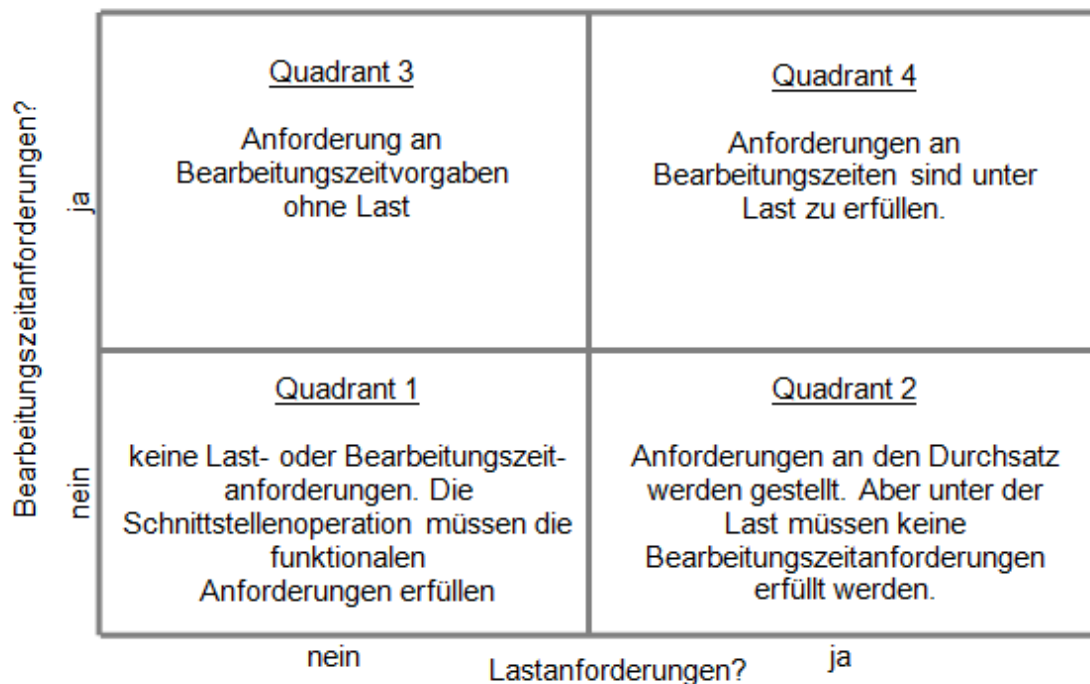 Bearbeitungszeitanforderungen?
ja
nein
Quadrant 3
Anforderung an
Bearbeitungszeitvorgaben
ohne Last
Quadrant 4
Anforderungen an
Bearbeitungszeiten sind unter
Last zu erfüllen.
Quadrant 1
keine Last- oder Bearbeitungszeit-
anforderungen. Die
Schnittstellenoperation müssen die
funktionalen
Anforderungen erfüllen
Quadrant 2
Anforderungen an den Durchsatz
werden gestellt. Aber unter der
Last müssen keine
Bearbeitungszeitanforderungen
erfüllt werden.
nein
Lastanforderungen?
ja